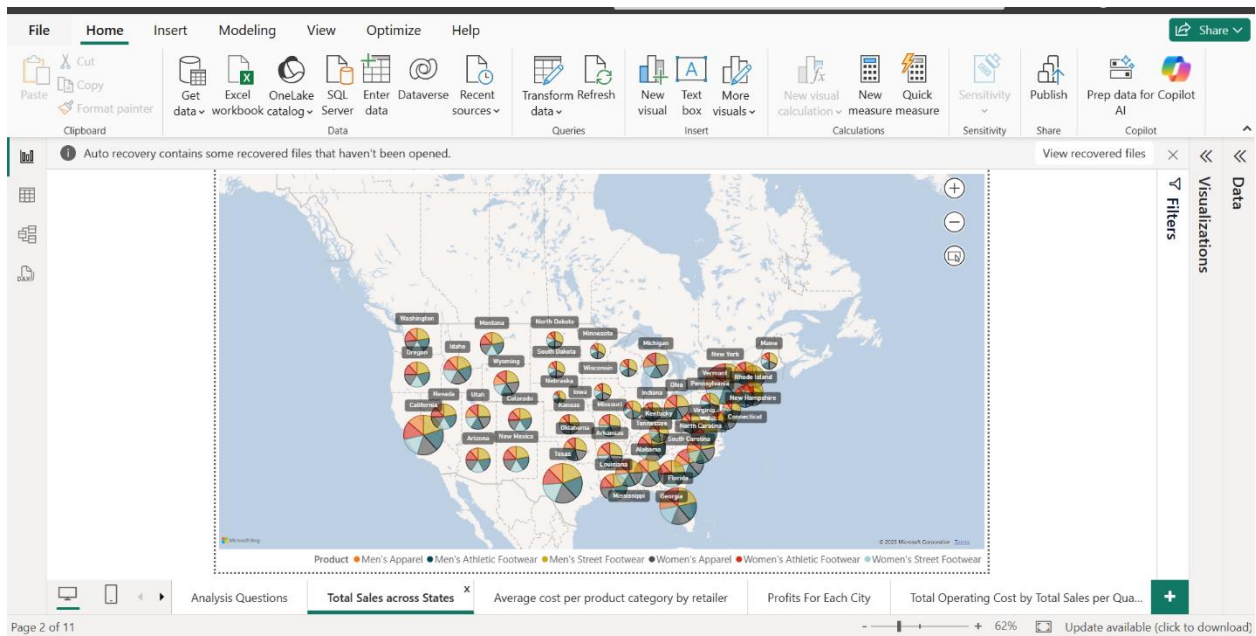 File Home Insert Modeling View Optimize Help Share
Paste
Cut
Copy
Format painter
Clipboard
Get data
Excel workbook
OneLake catalog
SQL Server
Enter data
Dataverse
Recent sources
Data
Transform data
Refresh
Queries
New visual
Text box
More visuals
Insert
New visual calculation
New measure
Quick measure
Calculations
Sensitivity
Sensitivity
Publish
Share
Prep data for AI
Copilot
Copilot
Auto recovery contains some recovered files that haven't been opened. View recovered files
Filters
Visualizations
Data
DAX
Washington
Montana
North Dakota
Minnesota
Michigan
Maine
Oregon
Idaho
Wyoming
South Dakota
Wisconsin
New York
Vermont
Rhode Island
Nebraska
Iowa
Indiana
Ohio
Pennsylvania
New Hampshire
California
Nevada
Utah
Colorado
Kansas
Missouri
Kentucky
Virginia
Connecticut
Oklahoma
Arkansas
Tennessee
North Carolina
Arizona
New Mexico
Texas
Louisiana
Alabama
South Carolina
Florida
Mississippi
Georgia
Microsoft Bing
© 2025 Microsoft Corporation Terms
Product Men's Apparel Men's Athletic Footwear Men's Street Footwear Women's Apparel Women's Athletic Footwear Women's Street Footwear
Analysis Questions Total Sales across States x Average cost per product category by retailer Profits For Each City Total Operating Cost by Total Sales per Qua... +
Page 2 of 11 - + 62% Update available (click to download)